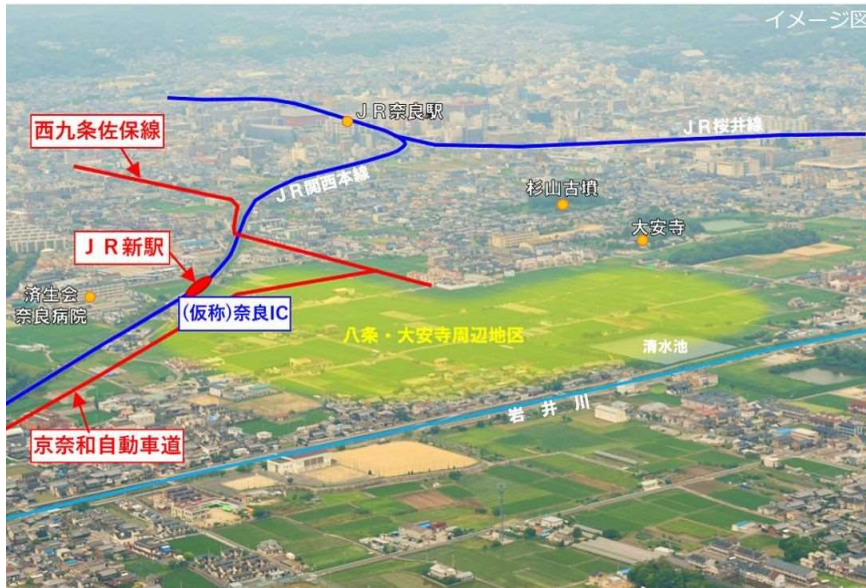 イメージ図
JR奈良駅
JR桜井線
西九条佐保線
JR関西本線
杉山古墳
大安寺
JR新駅
済生会
奈良病院
(仮称)奈良IC
八条・大安寺周辺地区
清水池
岩井川
京奈和自動車道